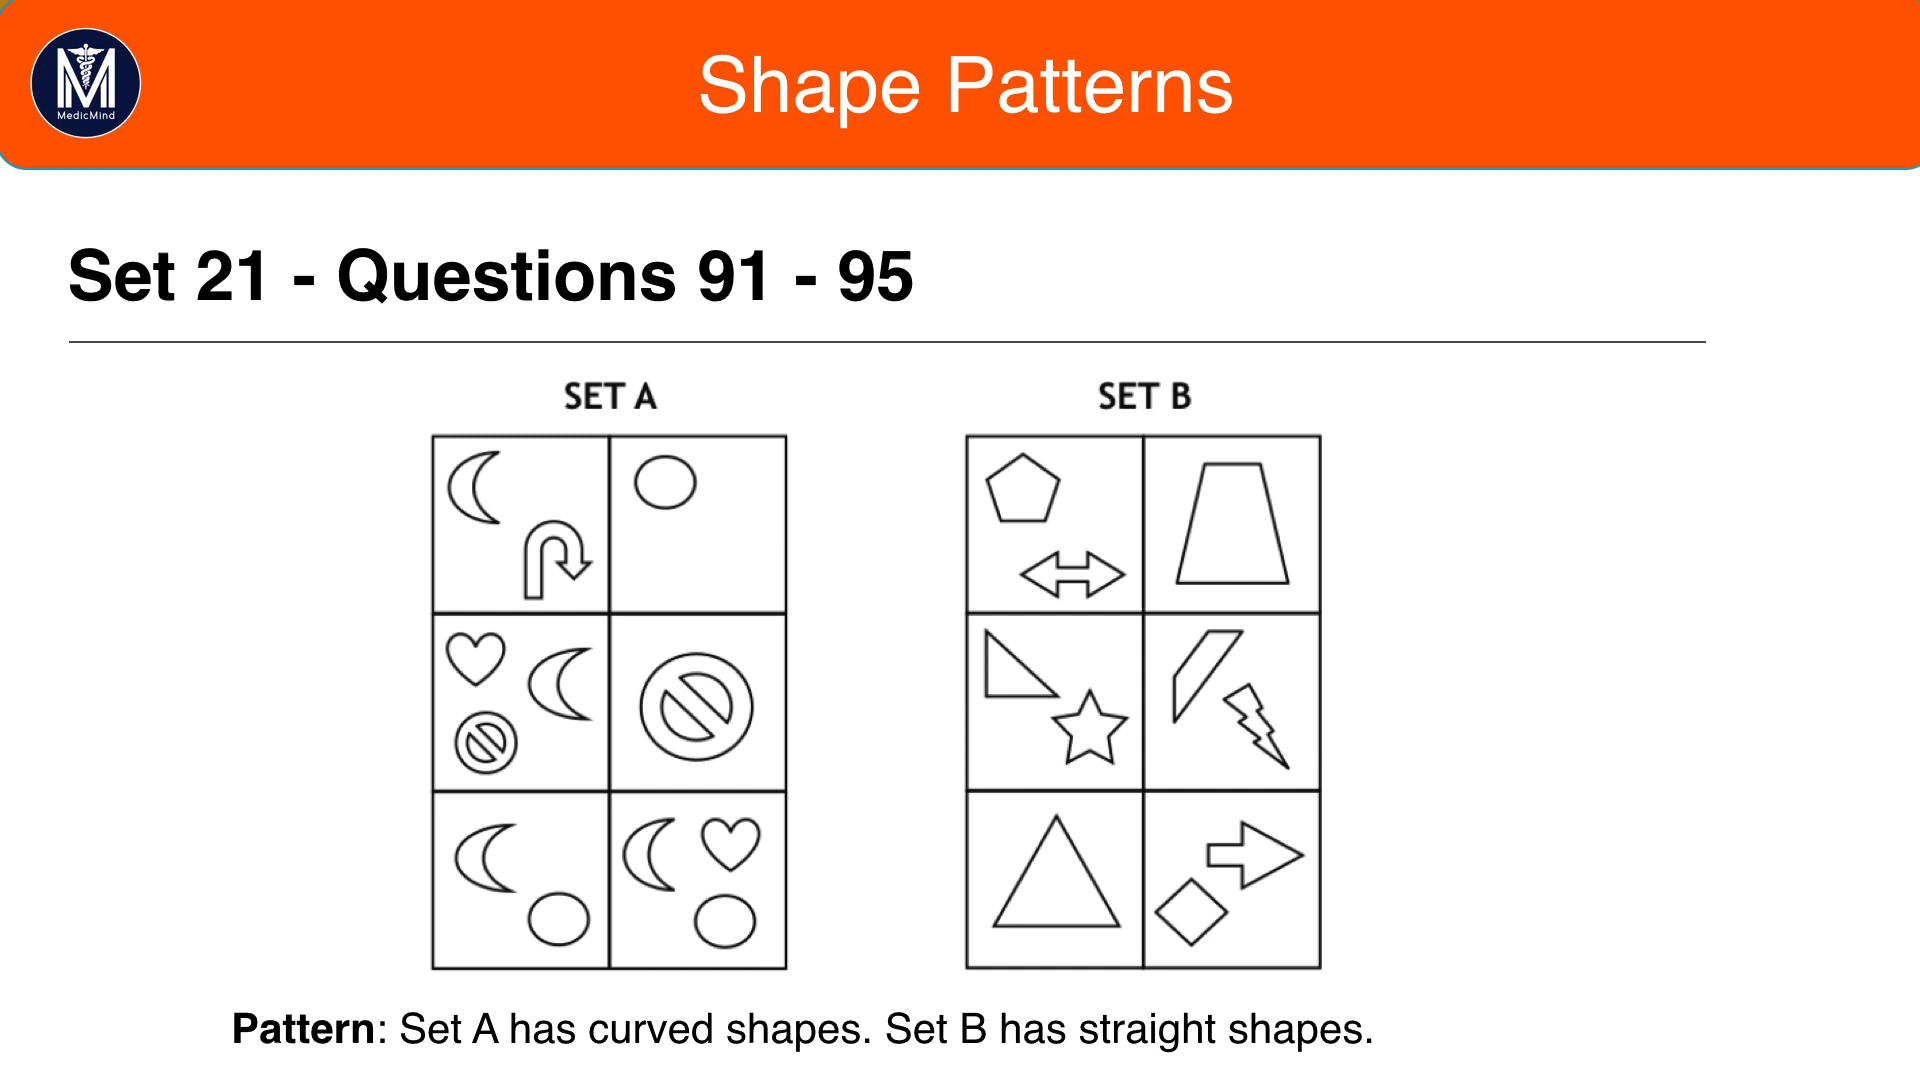 Shape Patterns
M
MedicMind
Set 21 - Questions 91 - 95
SET A
SET B
Pattern: Set A has curved shapes. Set B has straight shapes.